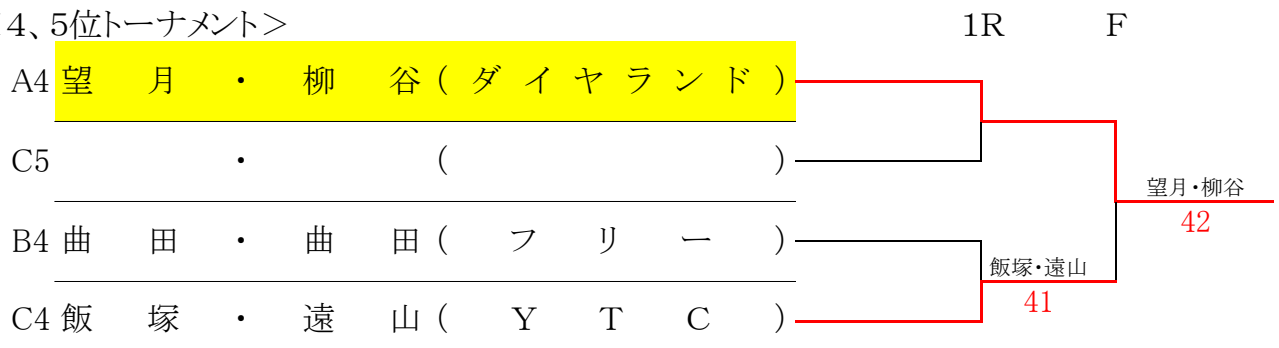 4、5位トーナメント＞ 1R F
A4 望月・柳谷(ダイヤランド)
C5 ・ ( )
望月・柳谷
42
B4 曲田・曲田(フリー)
飯塚・遠山
41
C4 飯塚・遠山(YTC)